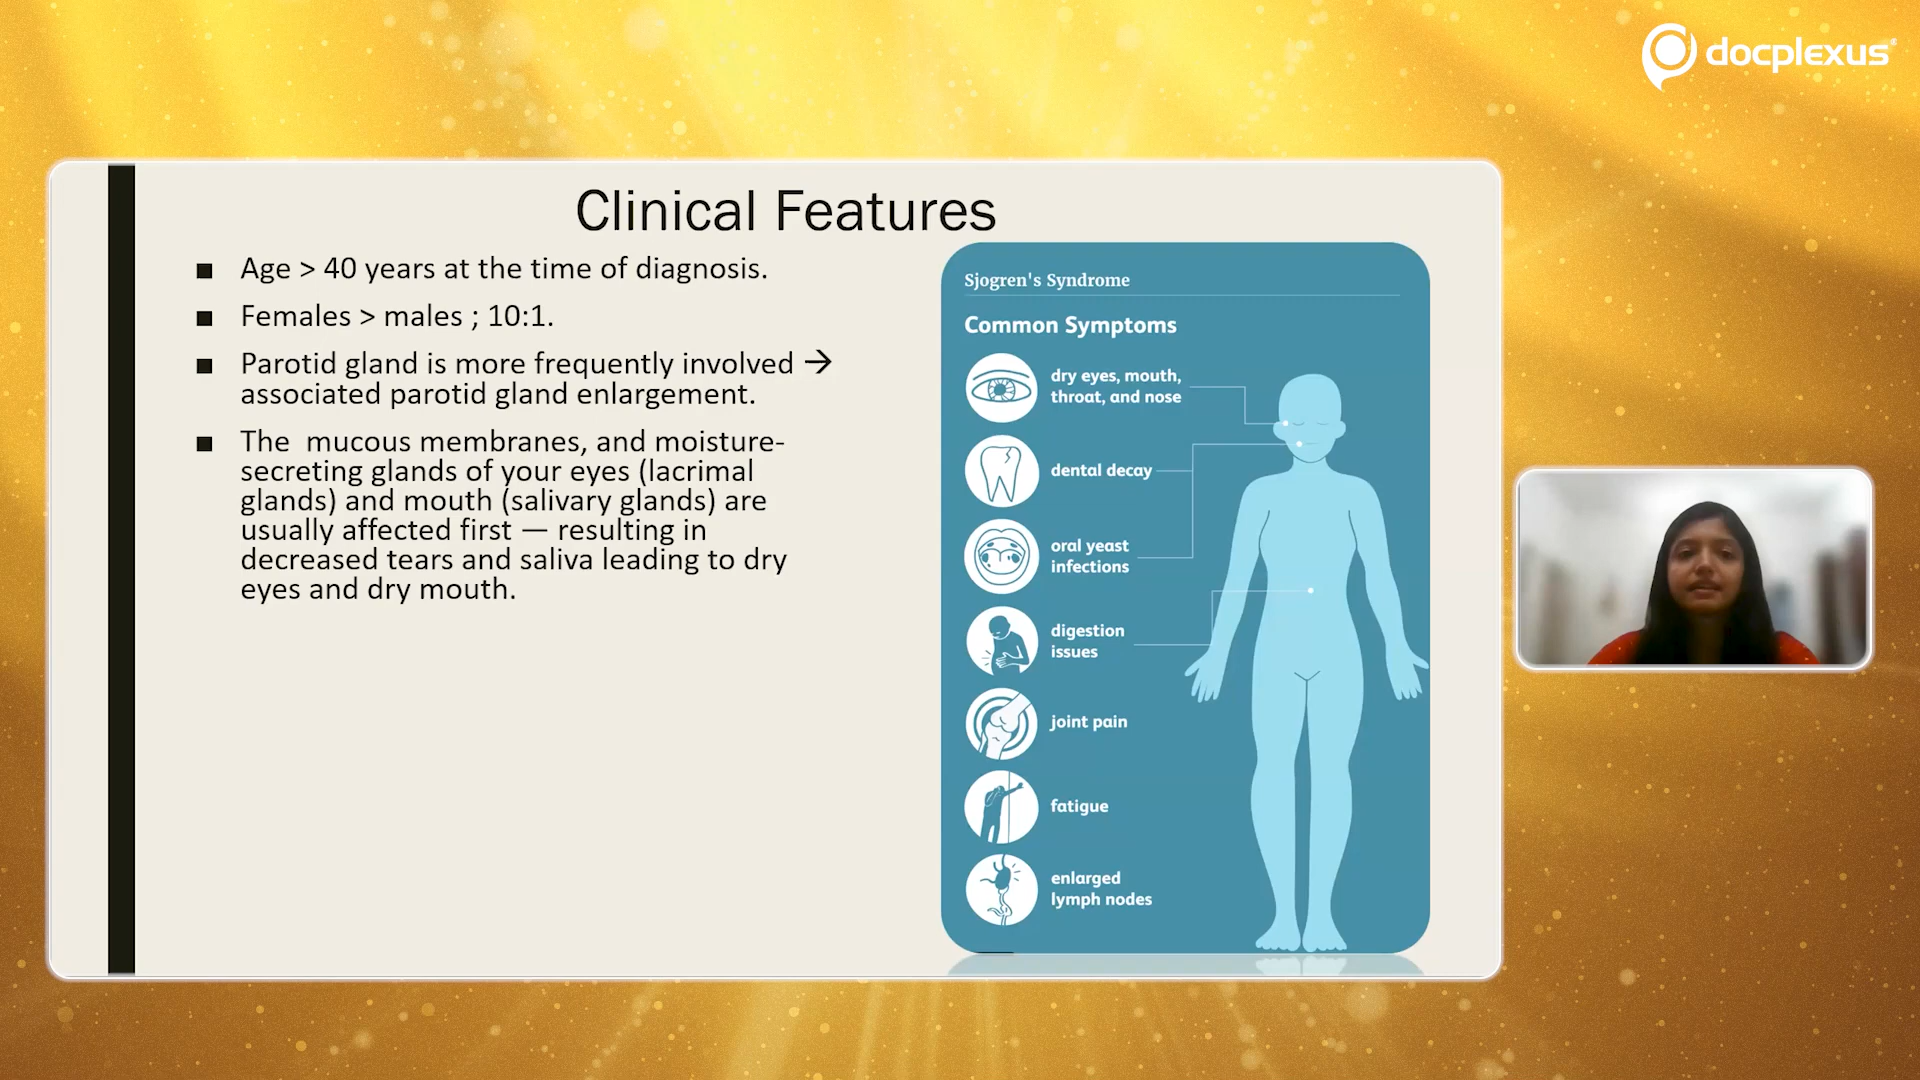 docplexus
Clinical Features
■ Age > 40 years at the time of diagnosis.
■ Females > males ; 10:1.
■ Parotid gland is more frequently involved →
associated parotid gland enlargement.
■ The  mucous membranes, and moisture-
secreting glands of your eyes (lacrimal
glands) and mouth (salivary glands) are
usually affected first — resulting in
decreased tears and saliva leading to dry
eyes and dry mouth.
Sjogren's Syndrome
Common Symptoms
dry eyes, mouth,
throat, and nose
dental decay
oral yeast
infections
digestion
issues
joint pain
fatigue
enlarged
lymph nodes